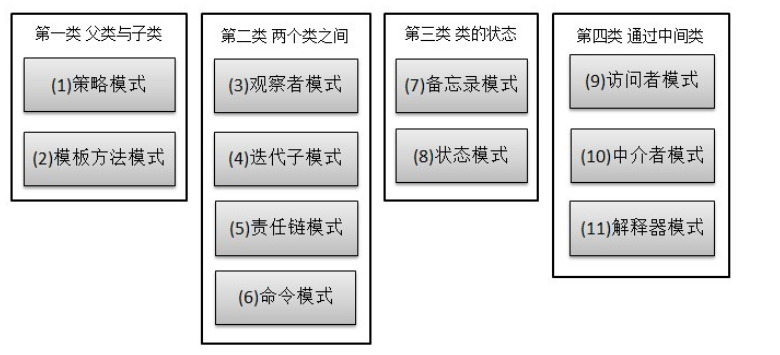 第一类 父类与子类
(1)策略模式
(2)模板方法模式
第二类 两个类之间
(3)观察者模式
(4)迭代子模式
(5)责任链模式
(6)命令模式
第三类 类的状态
(7)备忘录模式
(8)状态模式
第四类 通过中间类
(9)访问者模式
(10)中介者模式
(11)解释器模式